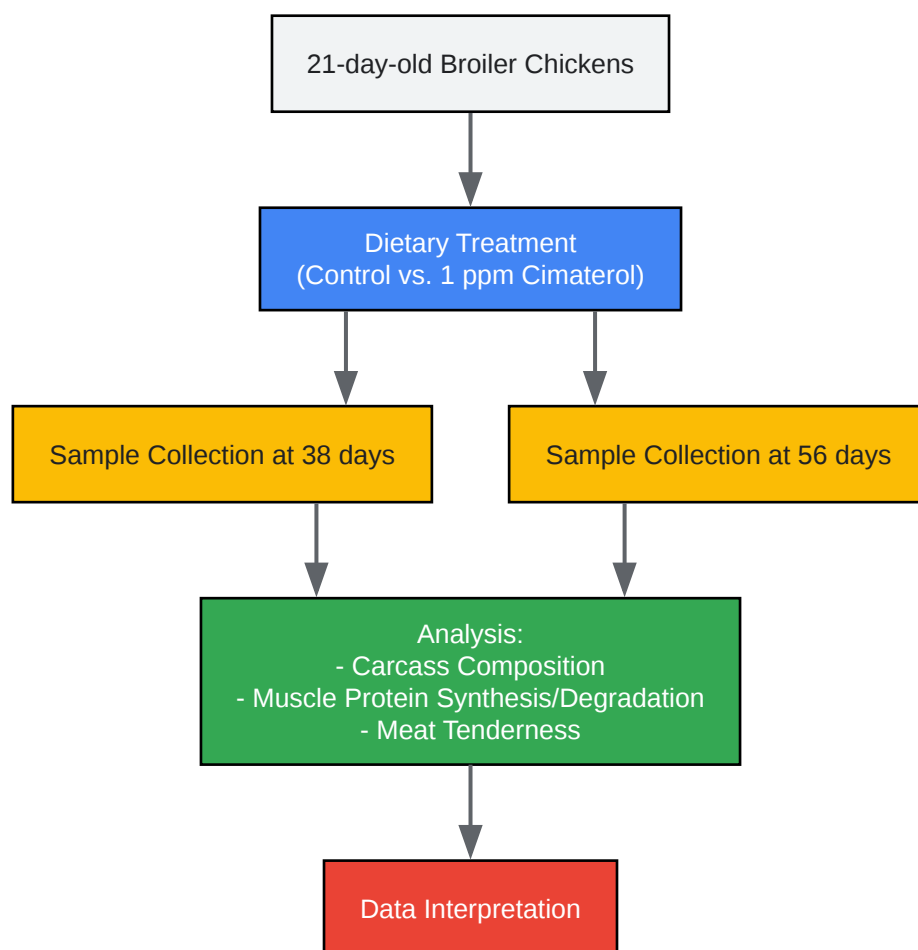 21-day-old Broiler Chickens
Dietary Treatment
(Control vs. 1 ppm Cimaterol)
Sample Collection at 38 days
Sample Collection at 56 days
Analysis:
- Carcass Composition
- Muscle Protein Synthesis/Degradation
- Meat Tenderness
Data Interpretation